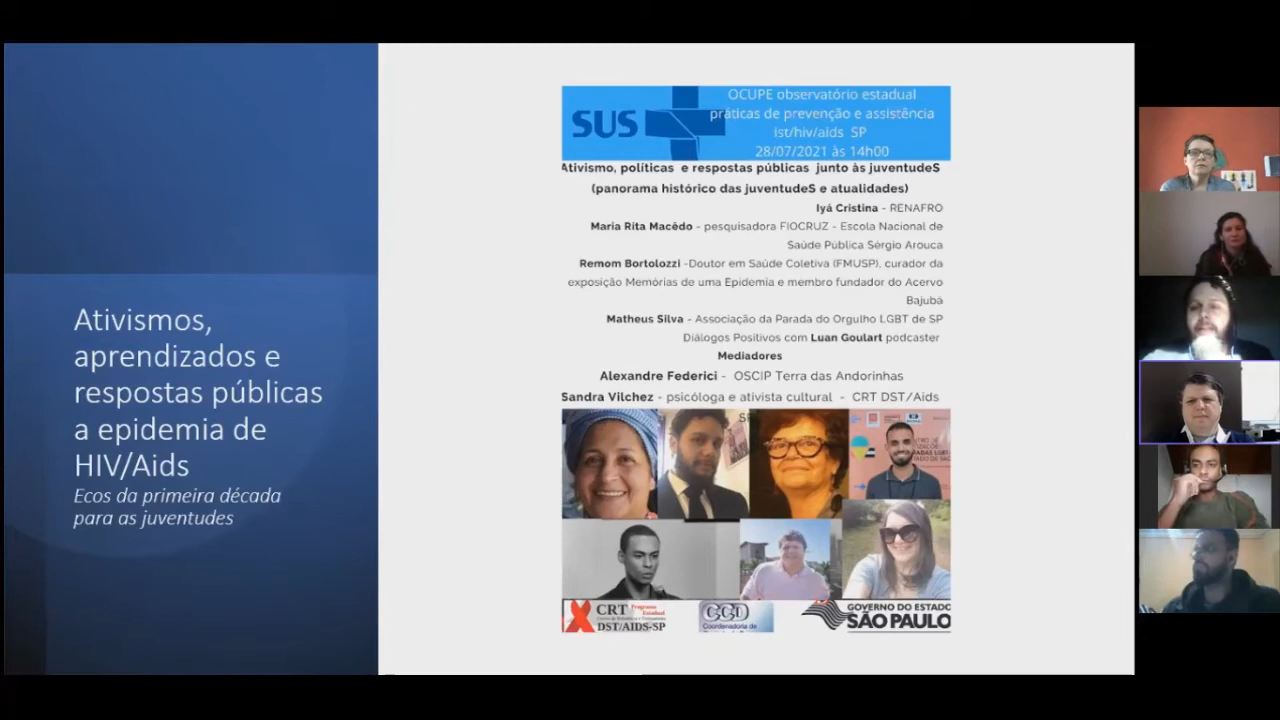 Ativismos,
aprendizados e
respostas públicas
a epidemia de
HIV/Aids
Ecos da primeira década
para as juventudes
SUS
OCUPE observatório estadual
práticas de prevenção e assistência
ist/hiv/aids SP
28/07/2021 às 14h00
Ativismo, políticas e respostas públicas junto às juventudeS
(panorama histórico das juventudeS e atualidades)
Iyá Cristina - RENAFRO
Maria Rita Macêdo - pesquisadora FIOCRUZ - Escola Nacional de
Saúde Pública Sérgio Arouca
Remom Bortolozzi -Doutor em Saúde Coletiva (FMUSP), curador da
exposição Memórias de uma Epidemia e membro fundador do Acervo
Bajubá
Matheus Silva - Associação da Parada do Orgulho LGBT de SP
Diálogos Positivos com Luan Goulart podcaster
Mediadores
Alexandre Federici - OSCIP Terra das Andorinhas
Sandra Vilchez - psicóloga e ativista cultural - CRT DST/Aids
CRT Programa
Estadual
DST/AIDS-SP
CCD
Coordenadoria de
GOVERNO DO ESTADO
SÃO PAULO